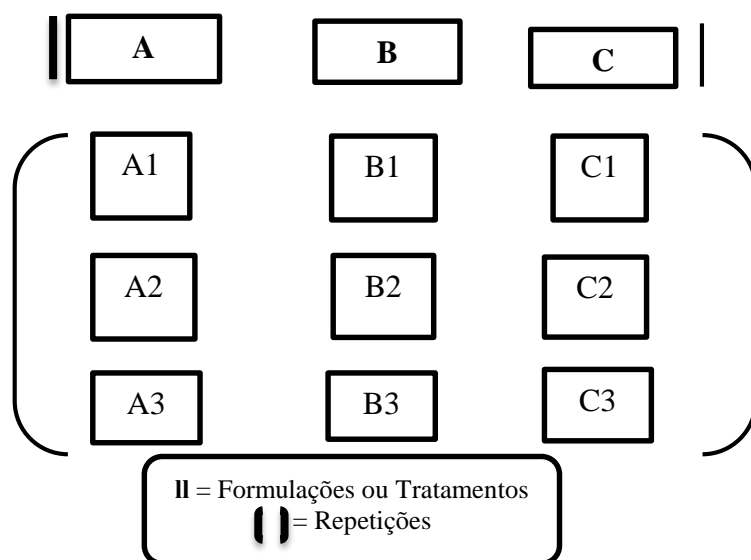 A B C
A1 B1 C1
A2 B2 C2
A3 B3 C3
ll = Formulações ou Tratamentos
( ) = Repetições